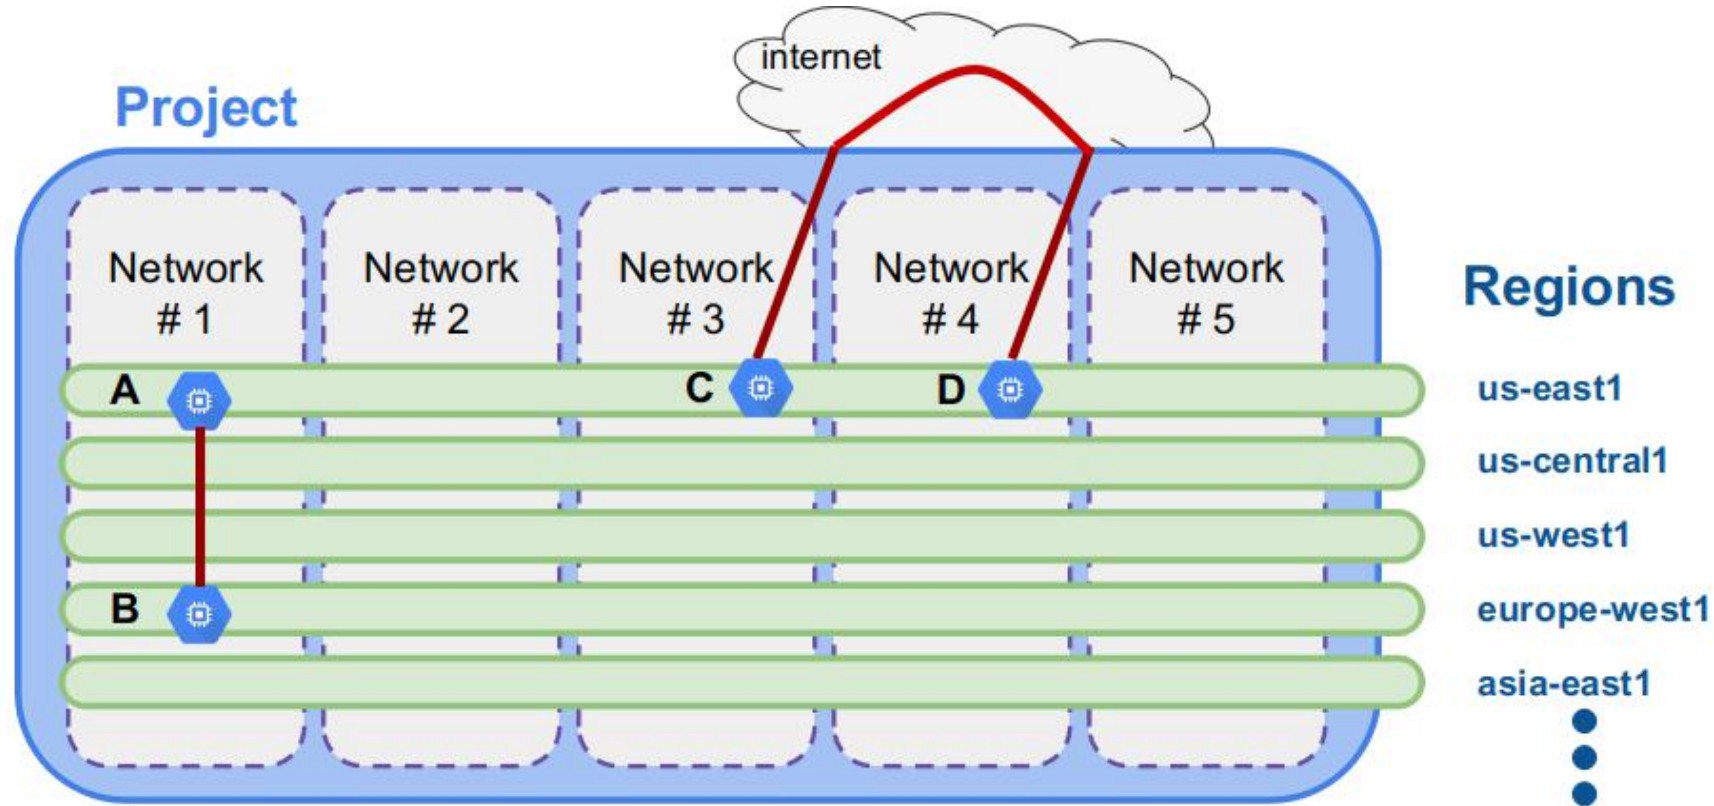 internet
Project
Network
# 1
Network
# 2
Network
# 3
Network
# 4
Network
# 5
Regions
A
C
D
us-east1
us-central1
us-west1
B
europe-west1
asia-east1